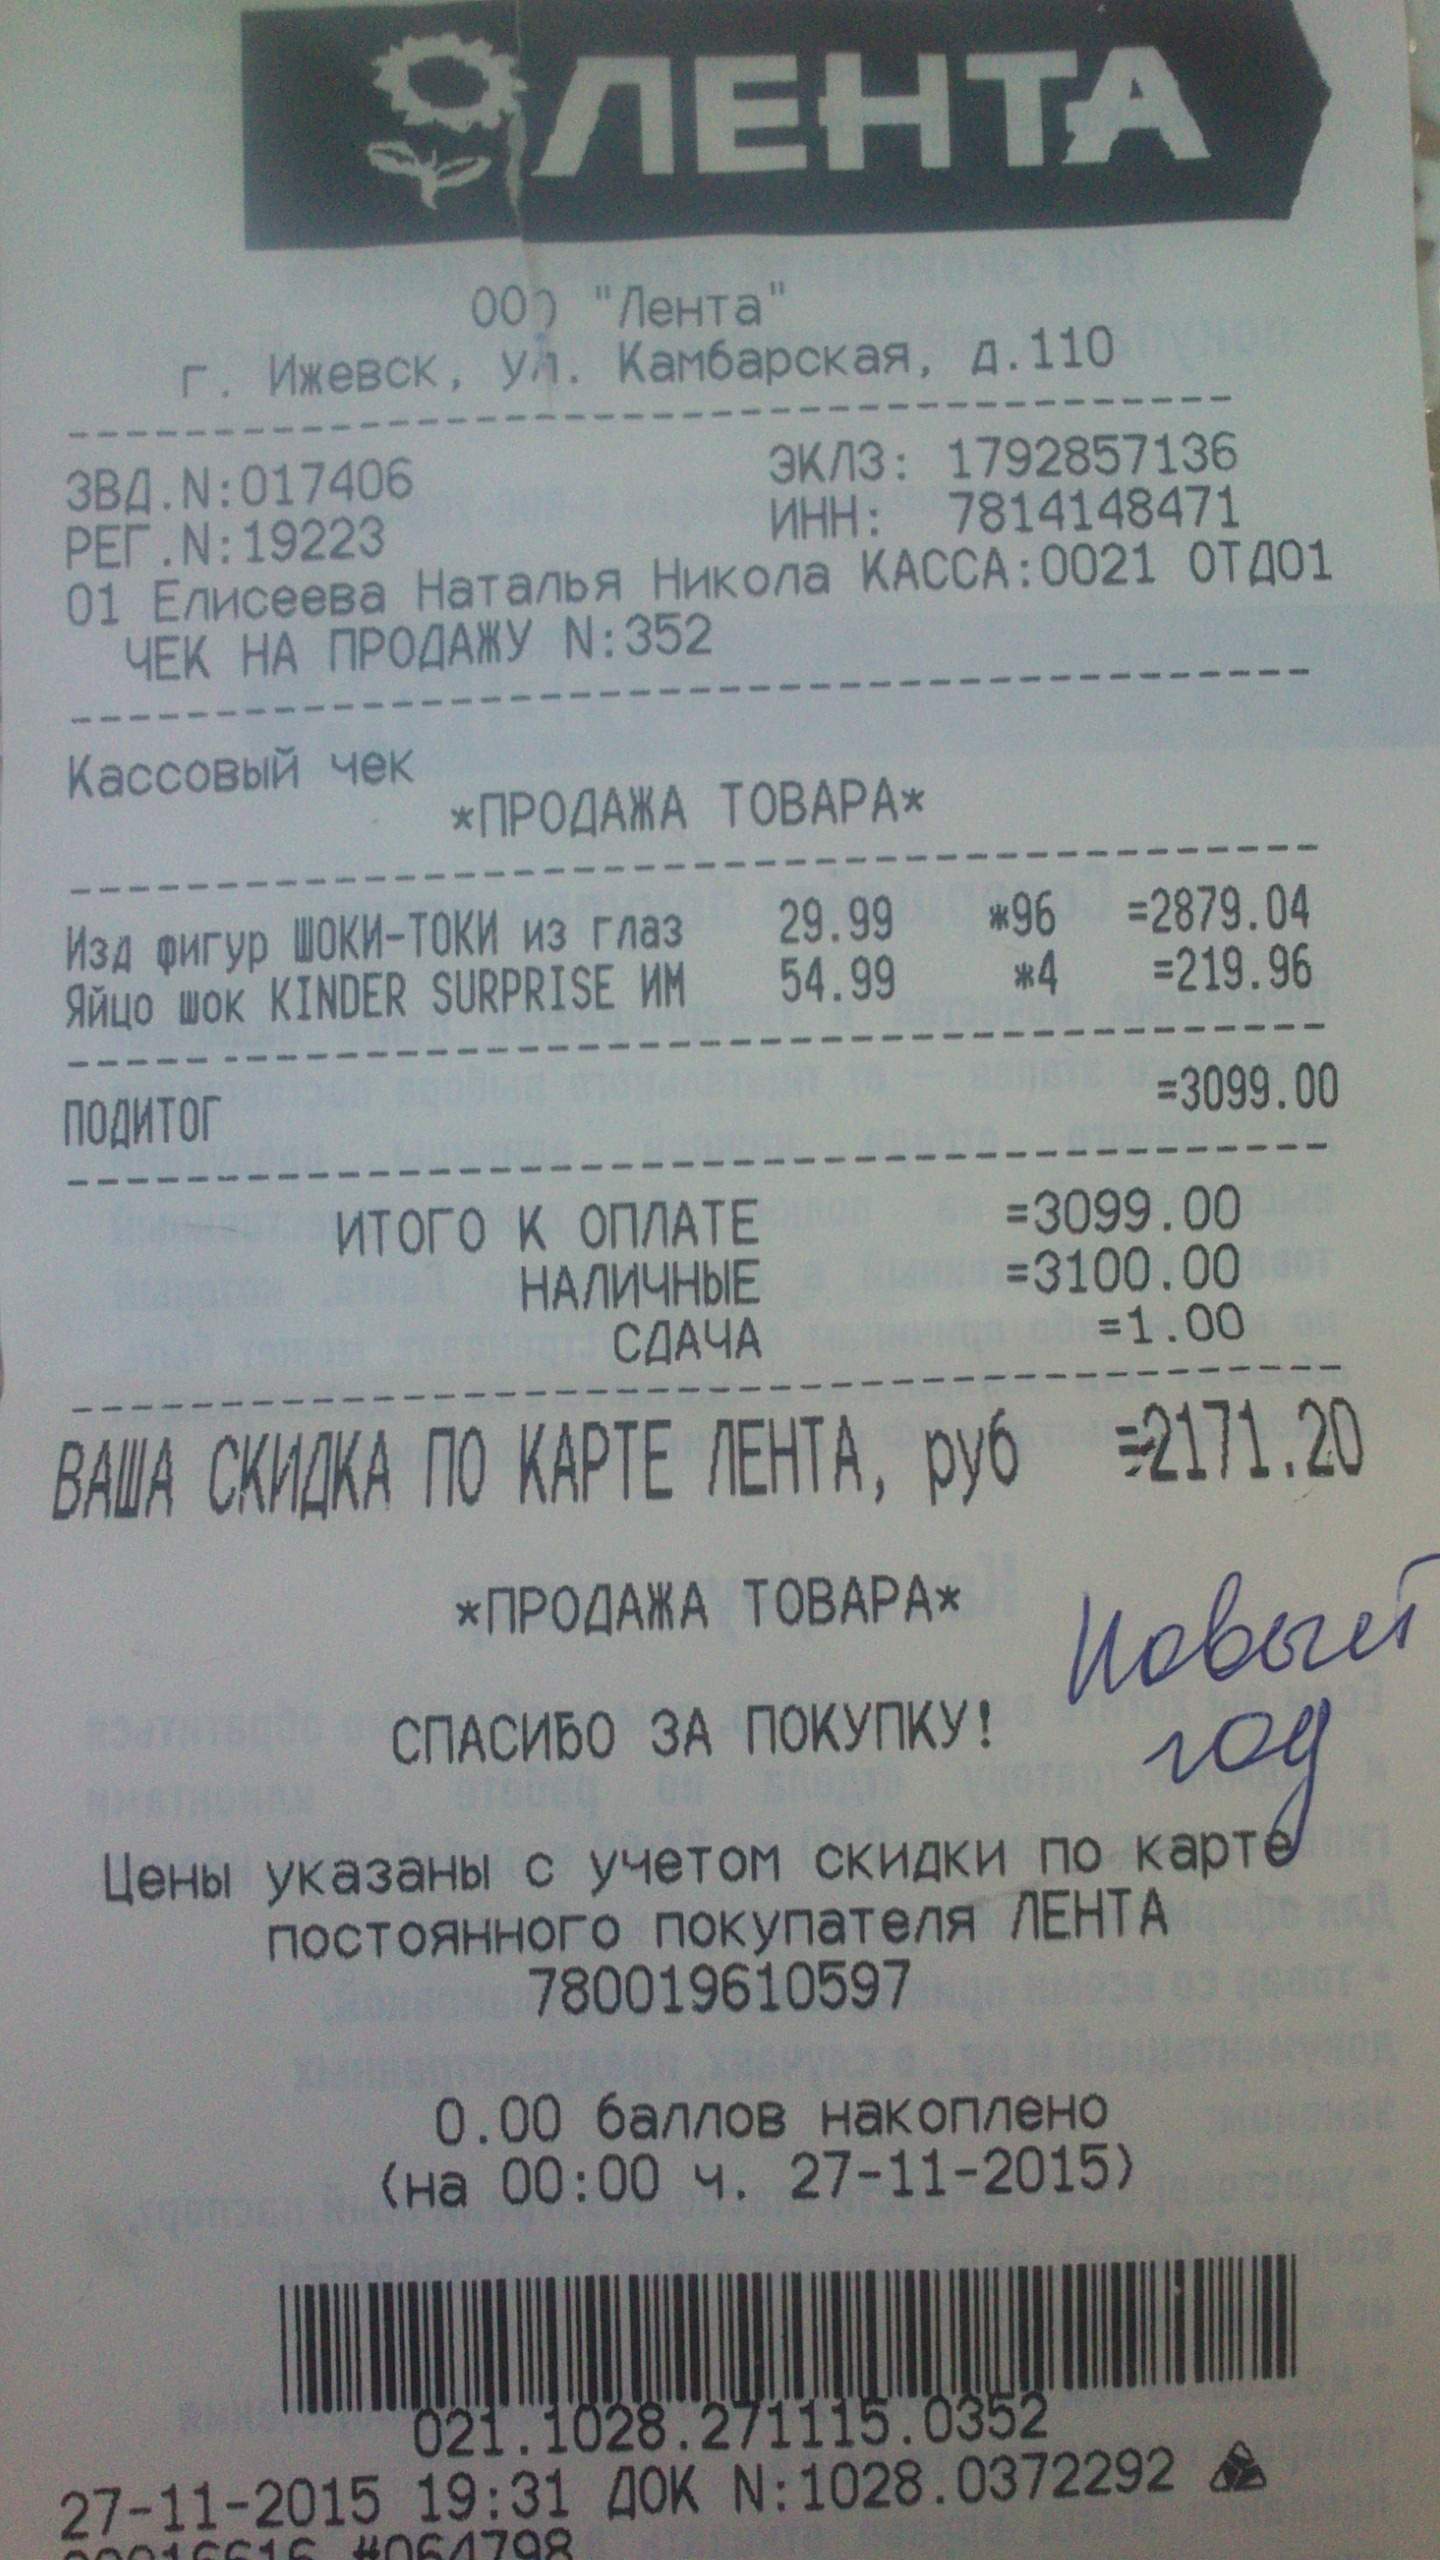 ЛЕНТА
ООО "Лента"
г. Ижевск, ул. Камбарская, д.110
ЗВД.N:017406 ЭКЛЗ: 1792857136
РЕГ.N:19223 ИНН: 7814148471
01 Елисеева Наталья Никола КАССА:0021 ОТД01
ЧЕК НА ПРОДАЖУ N:352
Кассовый чек
*ПРОДАЖА ТОВАРА*
Изд фигур ШОКИ-ТОКИ из глаз 29.99 *96 =2879.04
Яйцо шок KINDER SURPRISE ИМ 54.99 *4 =219.96
ПОДИТОГ =3099.00
ИТОГО К ОПЛАТЕ =3099.00
НАЛИЧНЫЕ =3100.00
СДАЧА =1.00
ВАША СКИДКА ПО КАРТЕ ЛЕНТА, руб =2171.20
*ПРОДАЖА ТОВАРА*
Новый
год
СПАСИБО ЗА ПОКУПКУ!
Цены указаны с учетом скидки по карте
постоянного покупателя ЛЕНТА
780019610597
0.00 баллов накоплено
(на 00:00 ч. 27-11-2015)
021.1028.271115.0352
27-11-2015 19:31 ДОК N:1028.0372292
#064798